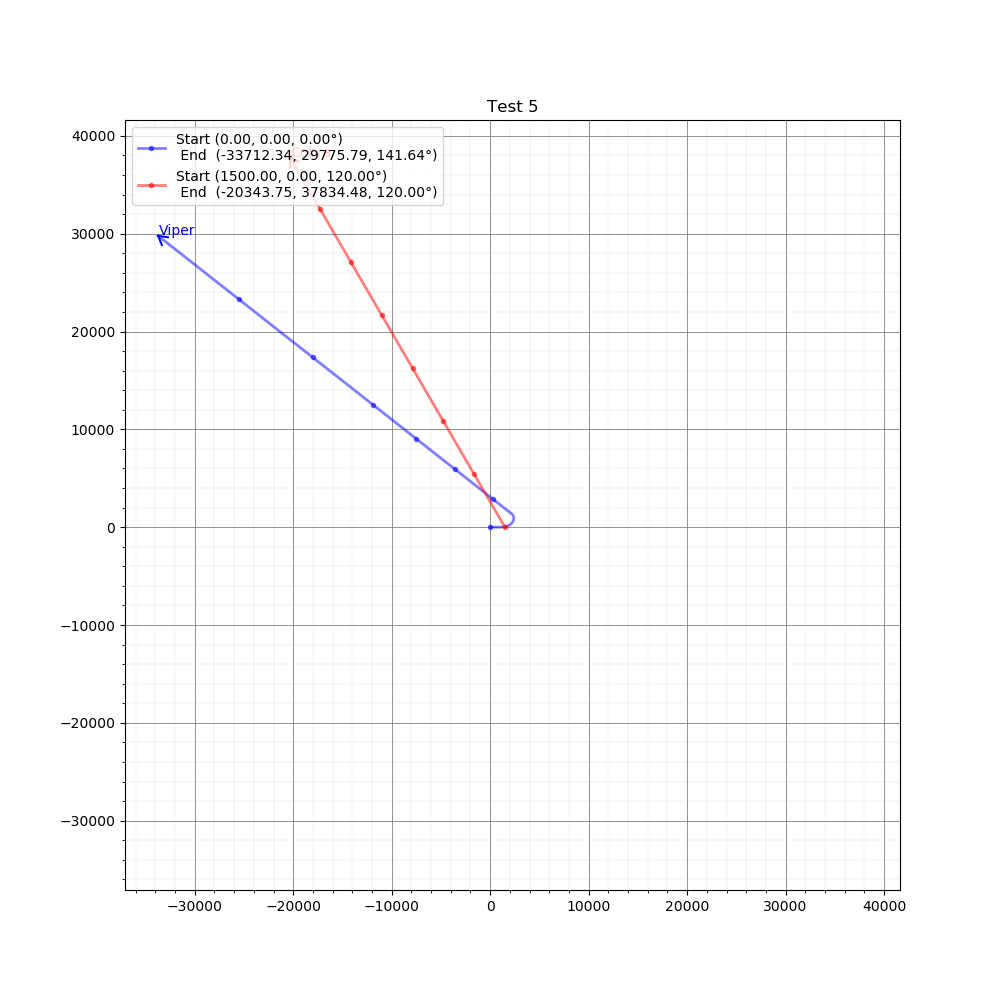 Test 5
Start (0.00, 0.00, 0.00°)
End  (-33712.34, 29775.79, 141.64°)
Start (1500.00, 0.00, 120.00°)
End  (-20343.75, 37834.48, 120.00°)
Viper
40000
30000
20000
10000
0
−10000
−20000
−30000
−30000 −20000 −10000 0 10000 20000 30000 40000